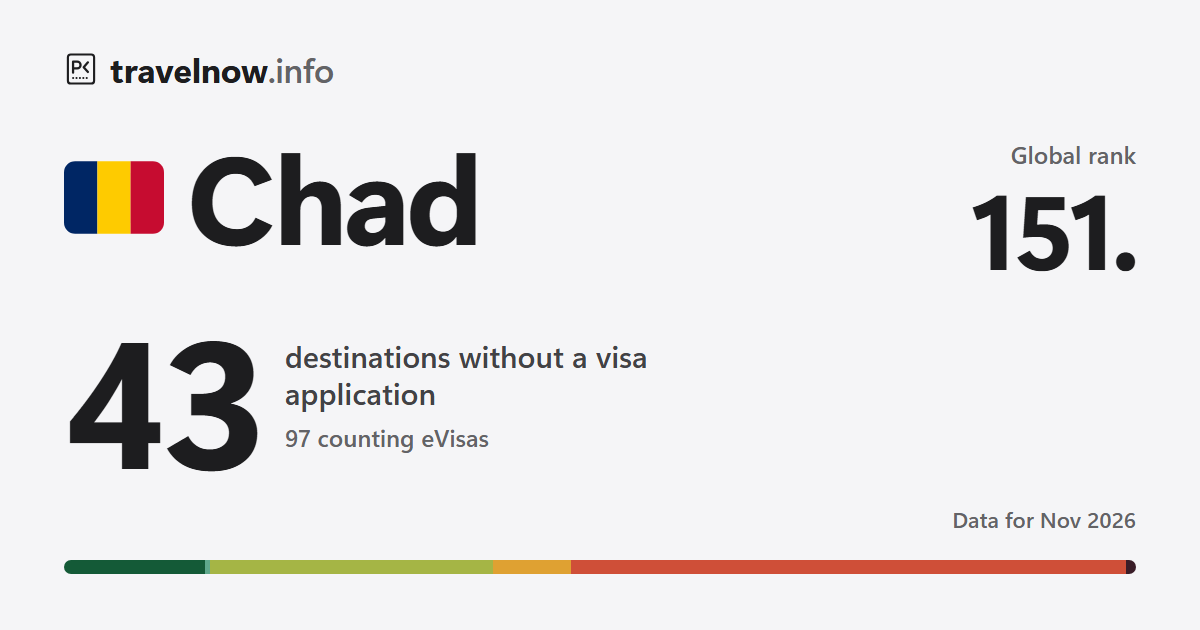 travelnow.info
Chad
Global rank
151.
43
destinations without a visa
application
97 counting eVisas
Data for Nov 2026